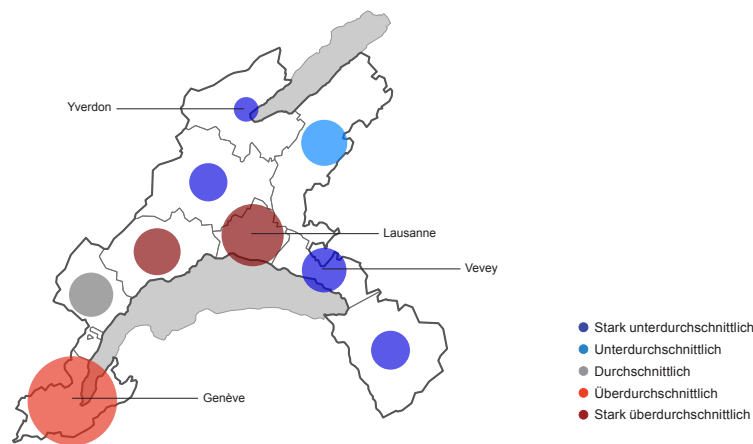 Yverdon
Lausanne
Vevey
Genève
Stark unterdurchschnittlich
Unterdurchschnittlich
Durchschnittlich
Überdurchschnittlich
Stark überdurchschnittlich